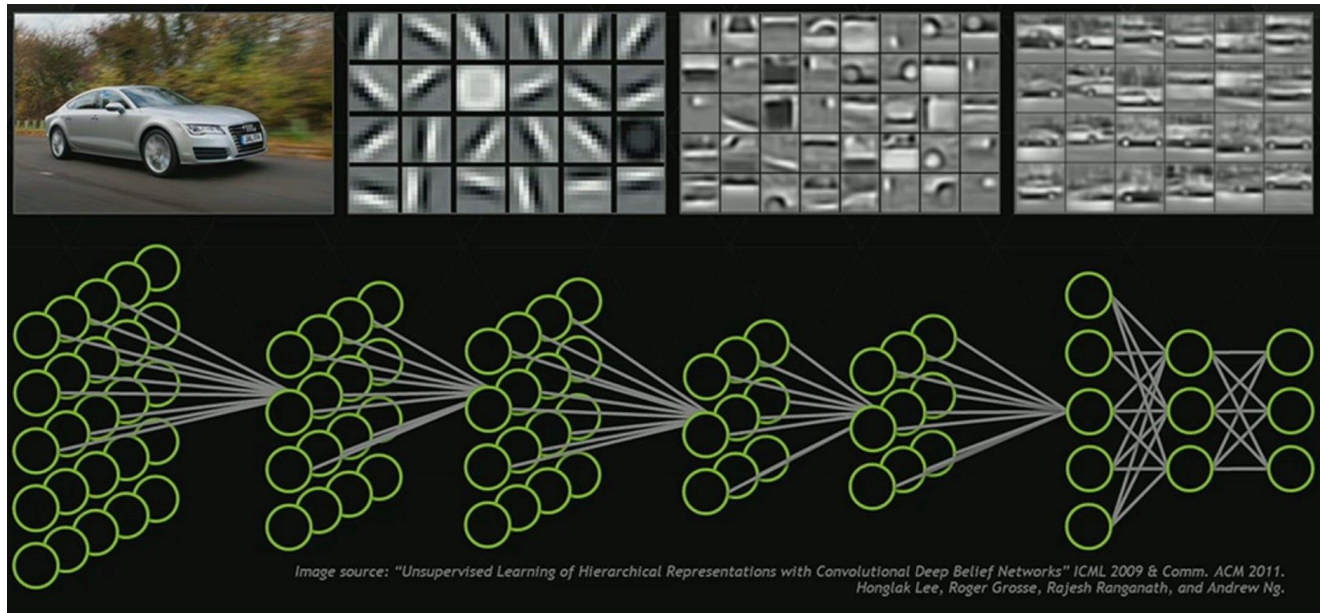 Image source: “Unsupervised Learning of Hierarchical Representations with Convolutional Deep Belief Networks” ICML 2009 & Comm. ACM 2011.
Honglak Lee, Roger Grosse, Rajesh Ranganath, and Andrew Ng.